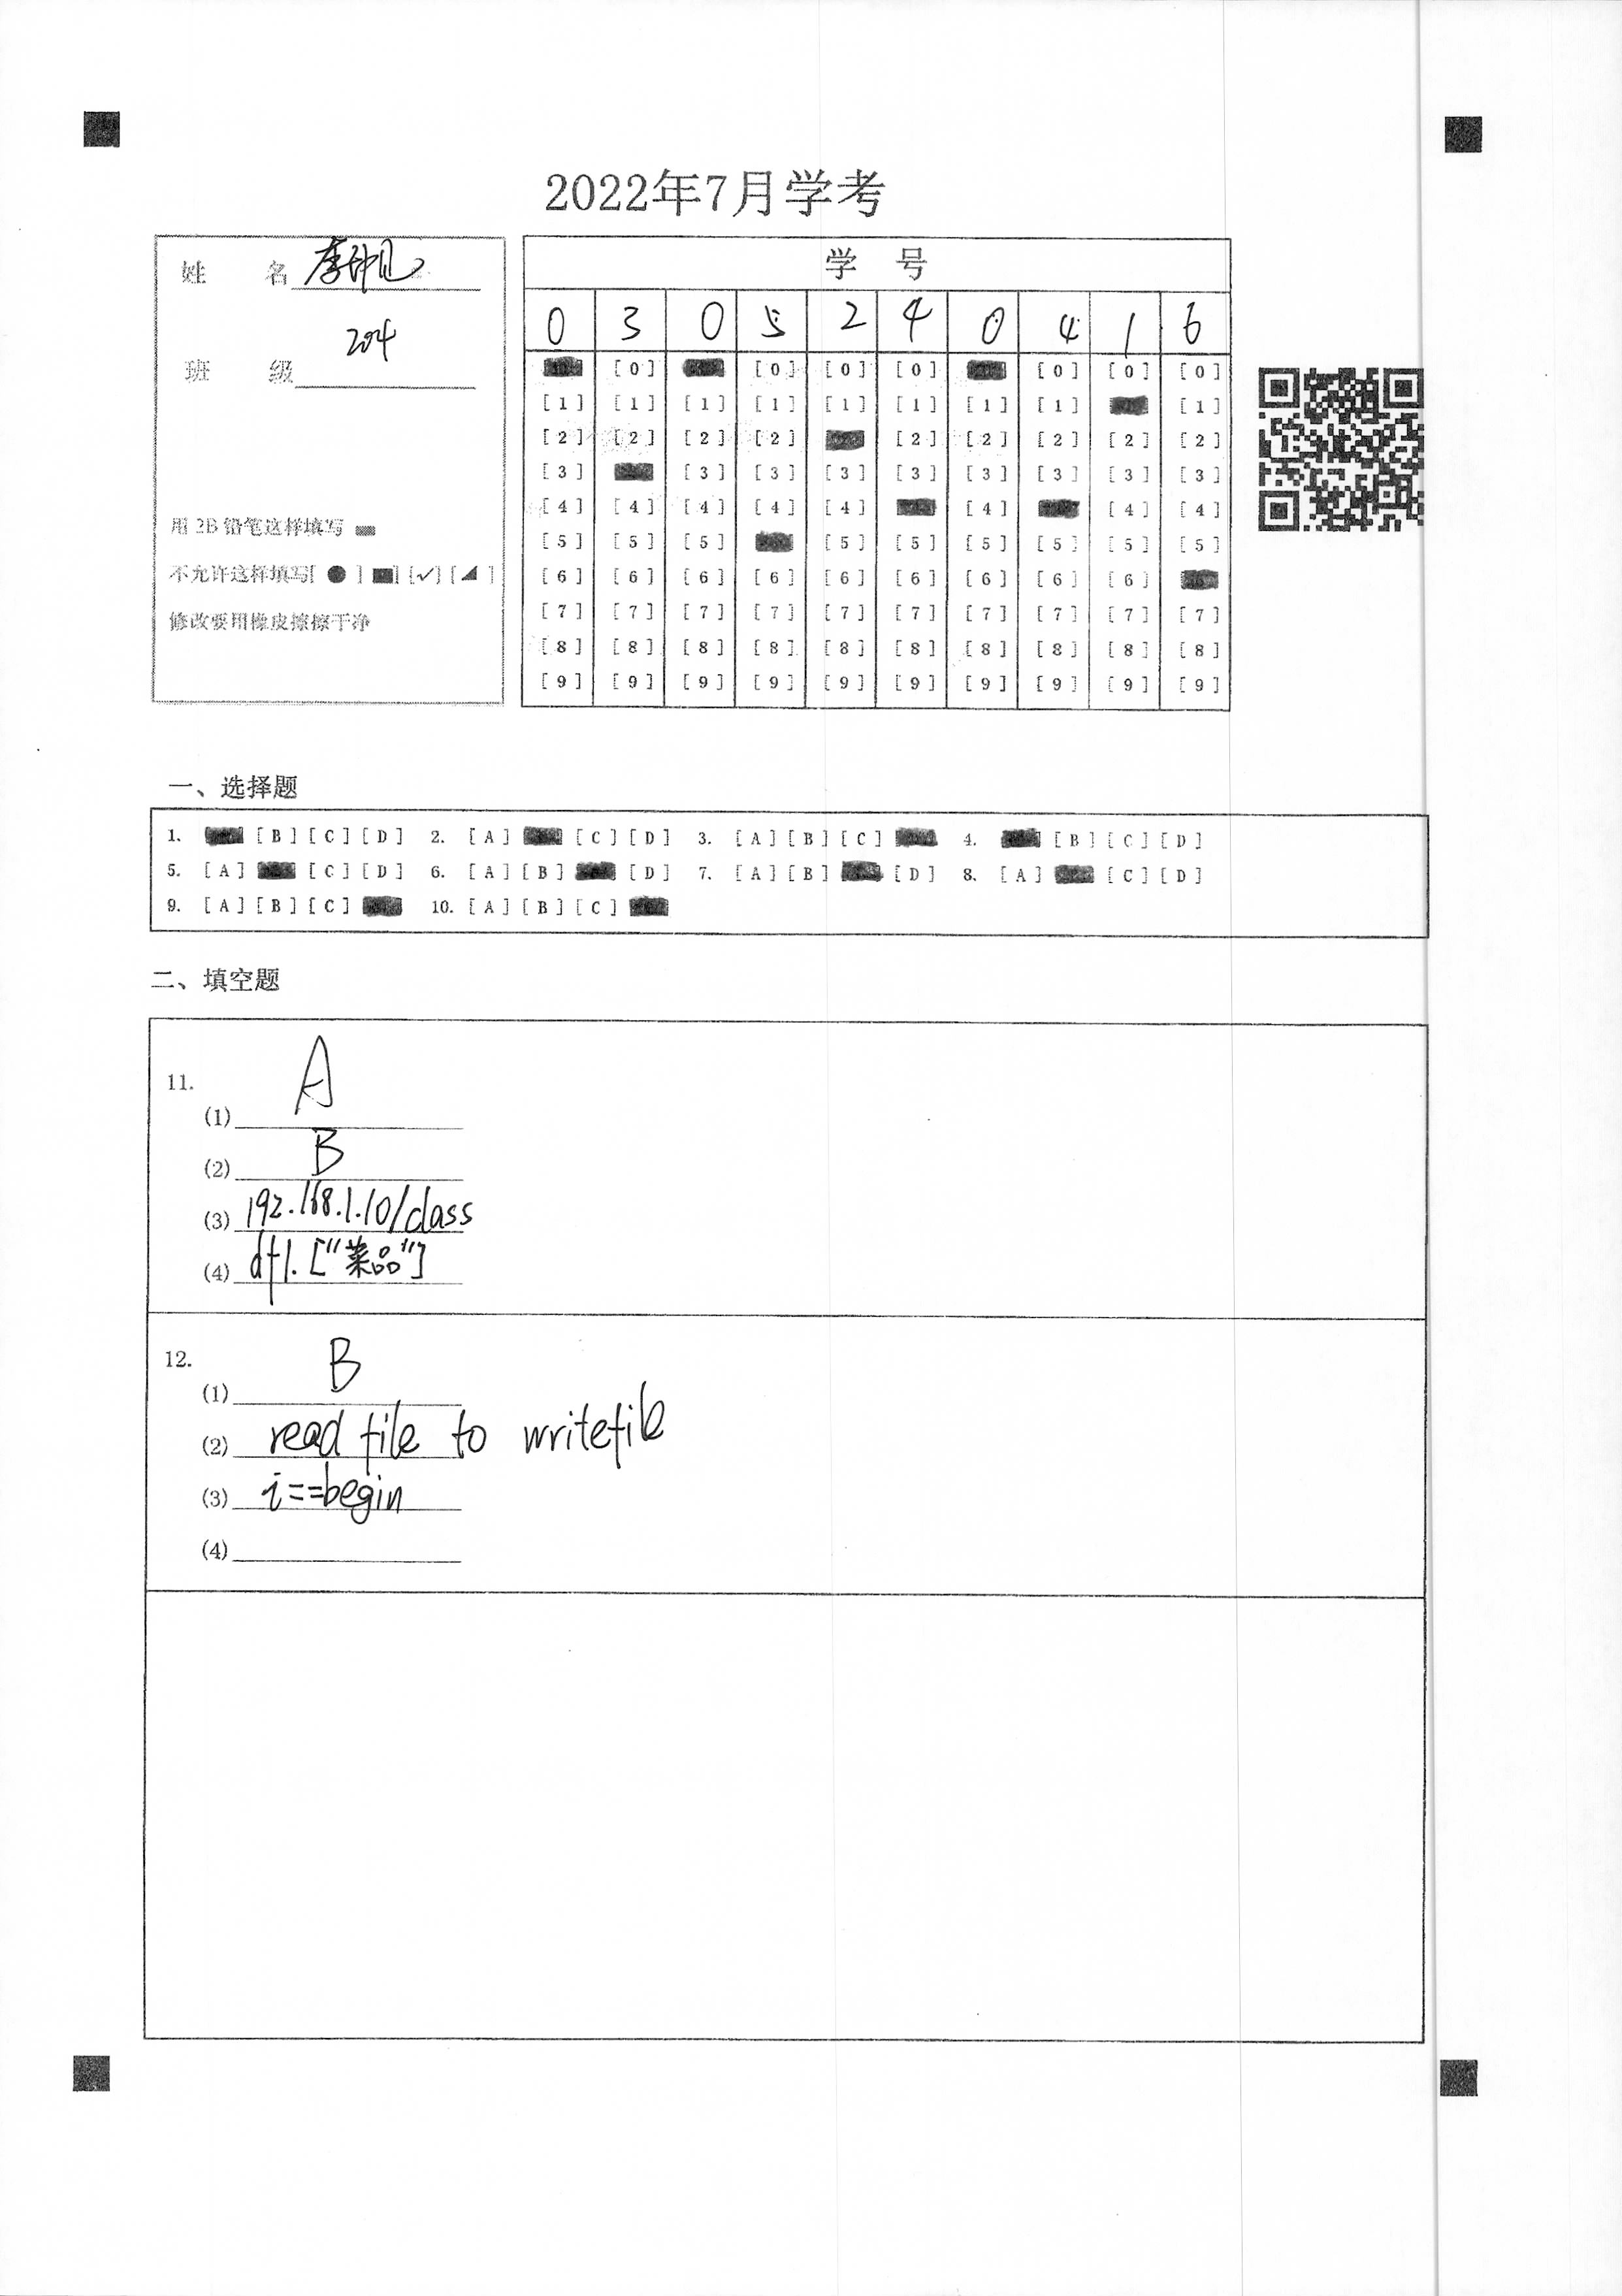 2022年7月学考
姓 名 李
班 级 204
用 2B 铅笔这样填写
不允许这样填写[ ● ] [✓] [ ]
修改要用橡皮擦擦干净
学 号
0 3 0 5 2 4 0 4 1 6
[0] [0] [0] [0] [0] [0] [0]
[1] [1] [1] [1] [1] [1] [1] [1] [1]
[2] [2] [2] [2] [2] [2] [2] [2] [2]
[3] [3] [3] [3] [3] [3] [3] [3] [3]
[4] [4] [4] [4] [4] [4] [4] [4]
[5] [5] [5] [5] [5] [5] [5] [5] [5]
[6] [6] [6] [6] [6] [6] [6] [6] [6]
[7] [7] [7] [7] [7] [7] [7] [7] [7] [7]
[8] [8] [8] [8] [8] [8] [8] [8] [8] [8]
[9] [9] [9] [9] [9] [9] [9] [9] [9] [9]
一、选择题
1. [B] [C] [D] 2. [A] [C] [D] 3. [A] [B] [C] 4. [B] [C] [D]
5. [A] [C] [D] 6. [A] [B] [D] 7. [A] [B] [D] 8. [A] [C] [D]
9. [A] [B] [C] 10. [A] [B] [C]
二、填空题
11.
(1) A
(2) B
(3) 192.168.1.10/class
(4) df1.["菜品"]
12.
(1) B
(2) read file to writefile
(3) i==begin
(4)